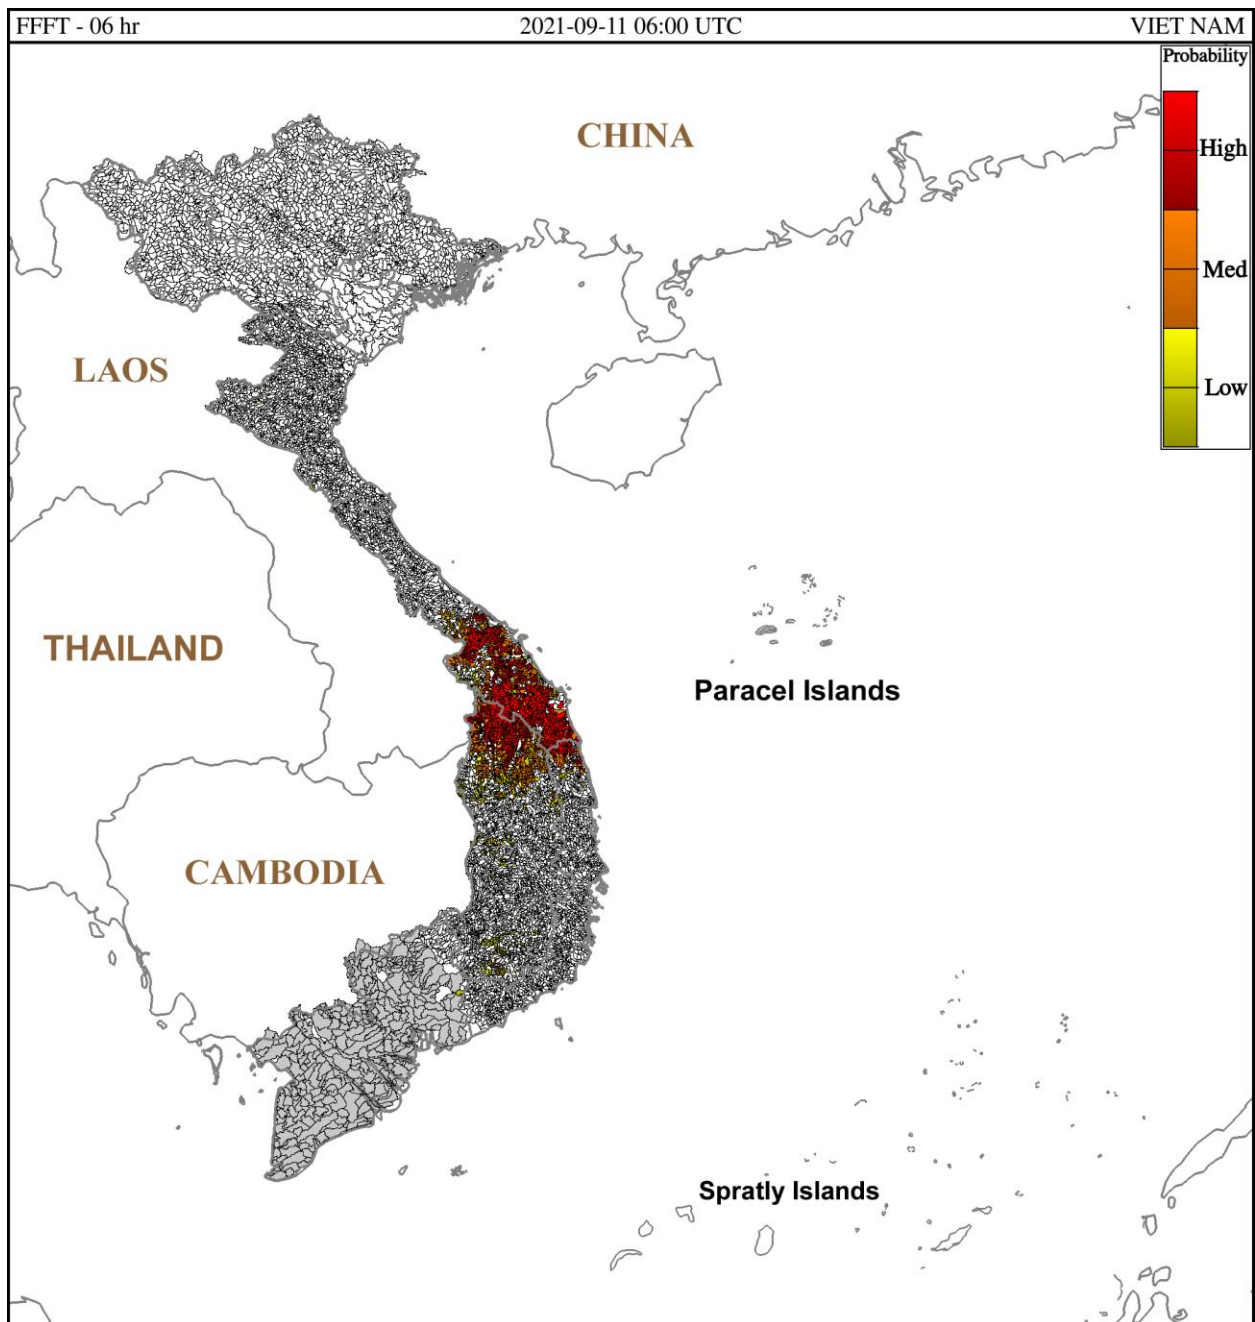 FFFT - 06 hr 2021-09-11 06:00 UTC VIET NAM
Probability
CHINA
High
Med
LAOS
Low
THAILAND
Paracel Islands
CAMBODIA
Spratly Islands